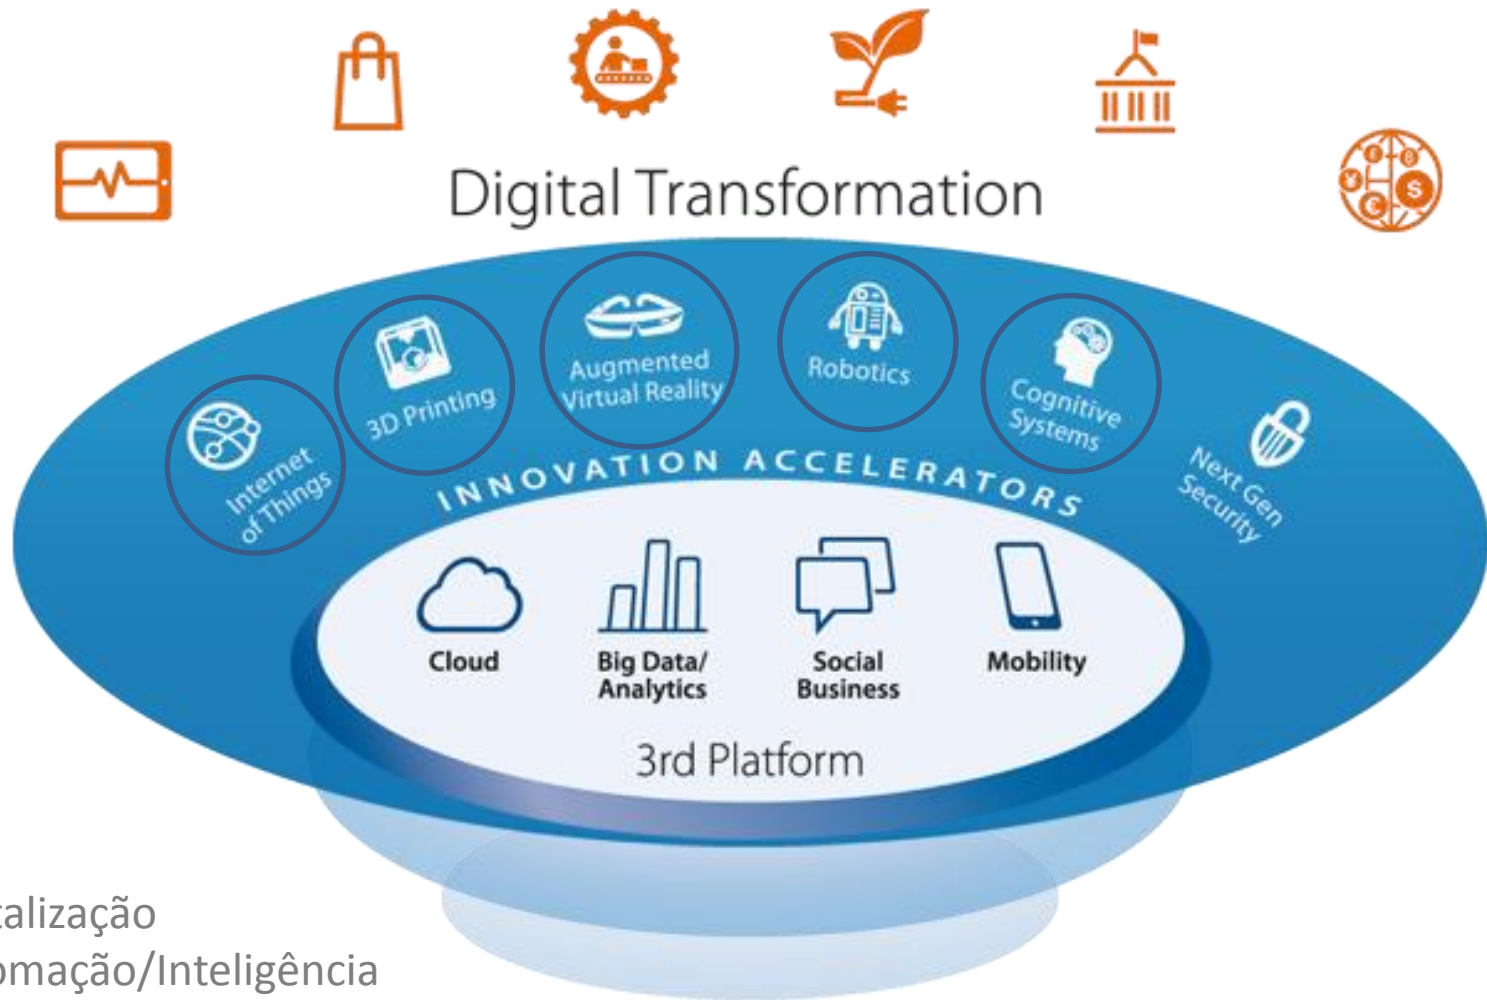 Digital Transformation
Internet
of Things
3D Printing
Augmented
Virtual Reality
Robotics
Cognitive
Systems
Next Gen
Security
INNOVATION ACCELERATORS
Cloud
Big Data/
Analytics
Social
Business
Mobility
3rd Platform
talização
omação/Inteligência